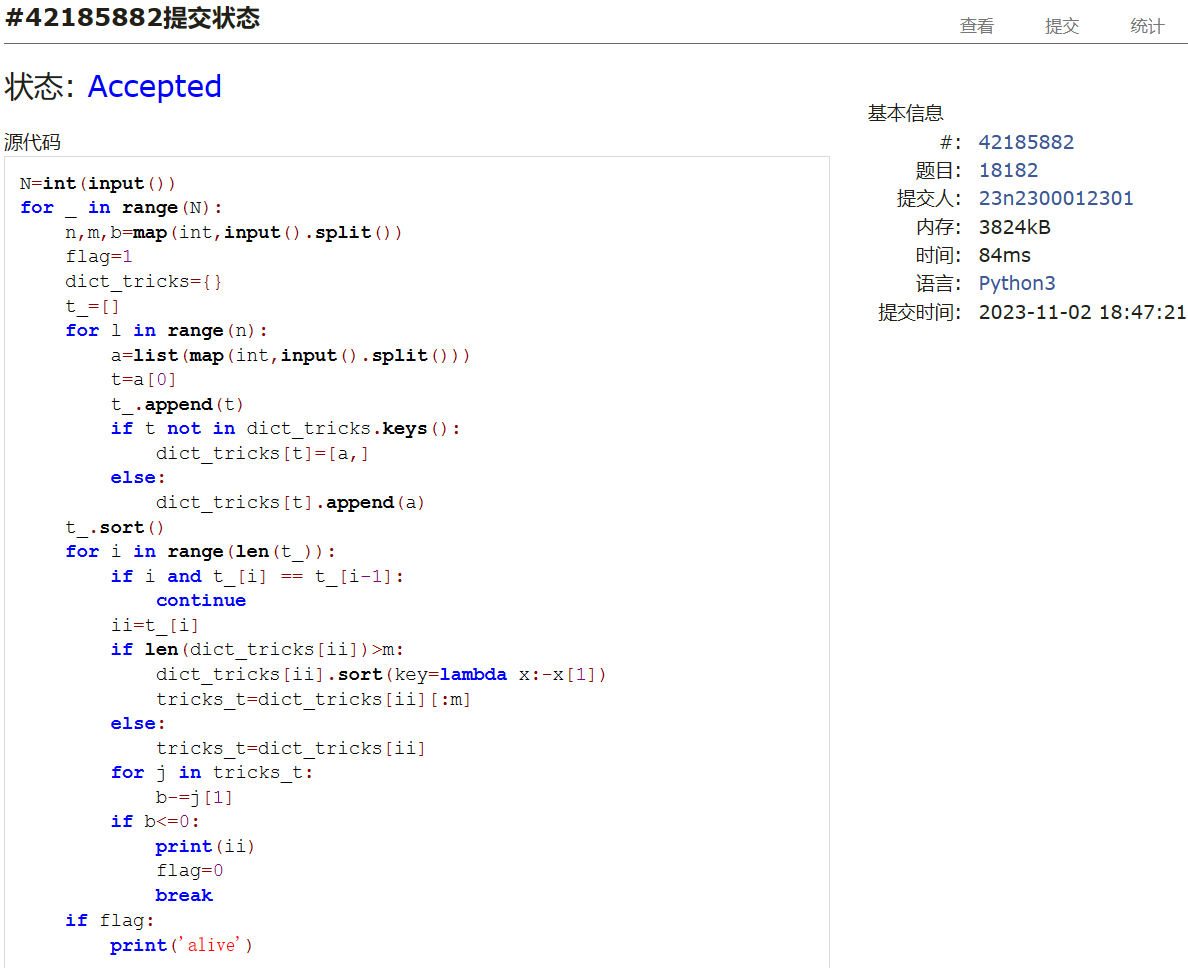 #42185882提交状态
查看 提交 统计
状态: Accepted
源代码
N=int(input())
for _ in range(N):
    n,m,b=map(int,input().split())
    flag=1
    dict_tricks={}
    t_=[]
    for l in range(n):
        a=list(map(int,input().split()))
        t=a[0]
        t_.append(t)
        if t not in dict_tricks.keys():
            dict_tricks[t]=[a,]
        else:
            dict_tricks[t].append(a)
    t_.sort()
    for i in range(len(t_)):
        if i and t_[i] == t_[i-1]:
            continue
        ii=t_[i]
        if len(dict_tricks[ii])>m:
            dict_tricks[ii].sort(key=lambda x:-x[1])
            tricks_t=dict_tricks[ii][:m]
        else:
            tricks_t=dict_tricks[ii]
        for j in tricks_t:
            b-=j[1]
        if b<=0:
            print(ii)
            flag=0
            break
    if flag:
        print('alive')
基本信息
#: 42185882
题目: 18182
提交人: 23n2300012301
内存: 3824kB
时间: 84ms
语言: Python3
提交时间: 2023-11-02 18:47:21